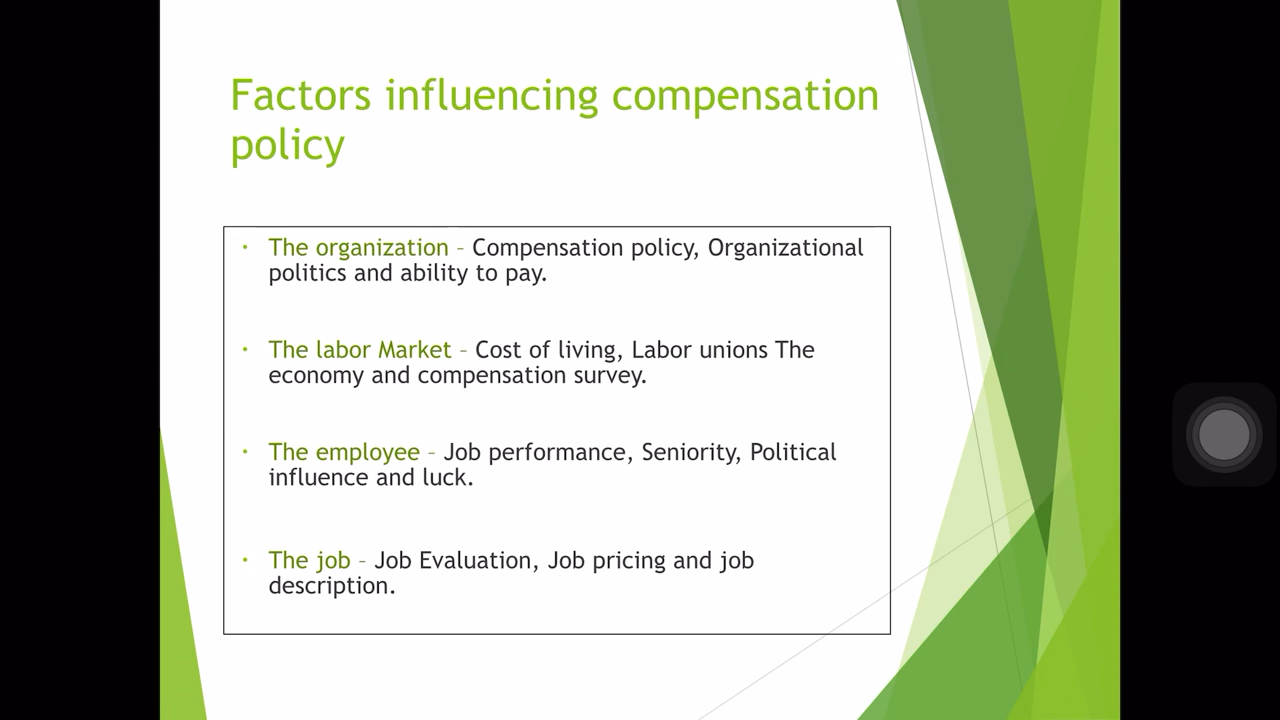 Factors influencing compensation
policy
• The organization – Compensation policy, Organizational
politics and ability to pay.
• The labor Market – Cost of living, Labor unions The
economy and compensation survey.
• The employee – Job performance, Seniority, Political
influence and luck.
• The job – Job Evaluation, Job pricing and job
description.